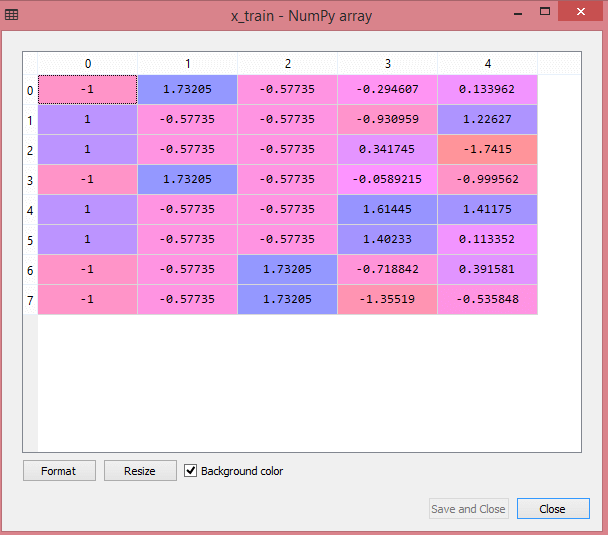 x_train - NumPy array
0 1 2 3 4
0 -1 1.73205 -0.57735 -0.294607 0.133962
1 1 -0.57735 -0.57735 -0.930959 1.22627
2 1 -0.57735 -0.57735 0.341745 -1.7415
3 -1 1.73205 -0.57735 -0.0589215 -0.999562
4 1 -0.57735 -0.57735 1.61445 1.41175
5 1 -0.57735 -0.57735 1.40233 0.113352
6 -1 -0.57735 1.73205 -0.718842 0.391581
7 -1 -0.57735 1.73205 -1.35519 -0.535848
Format Resize Background color
Save and Close Close